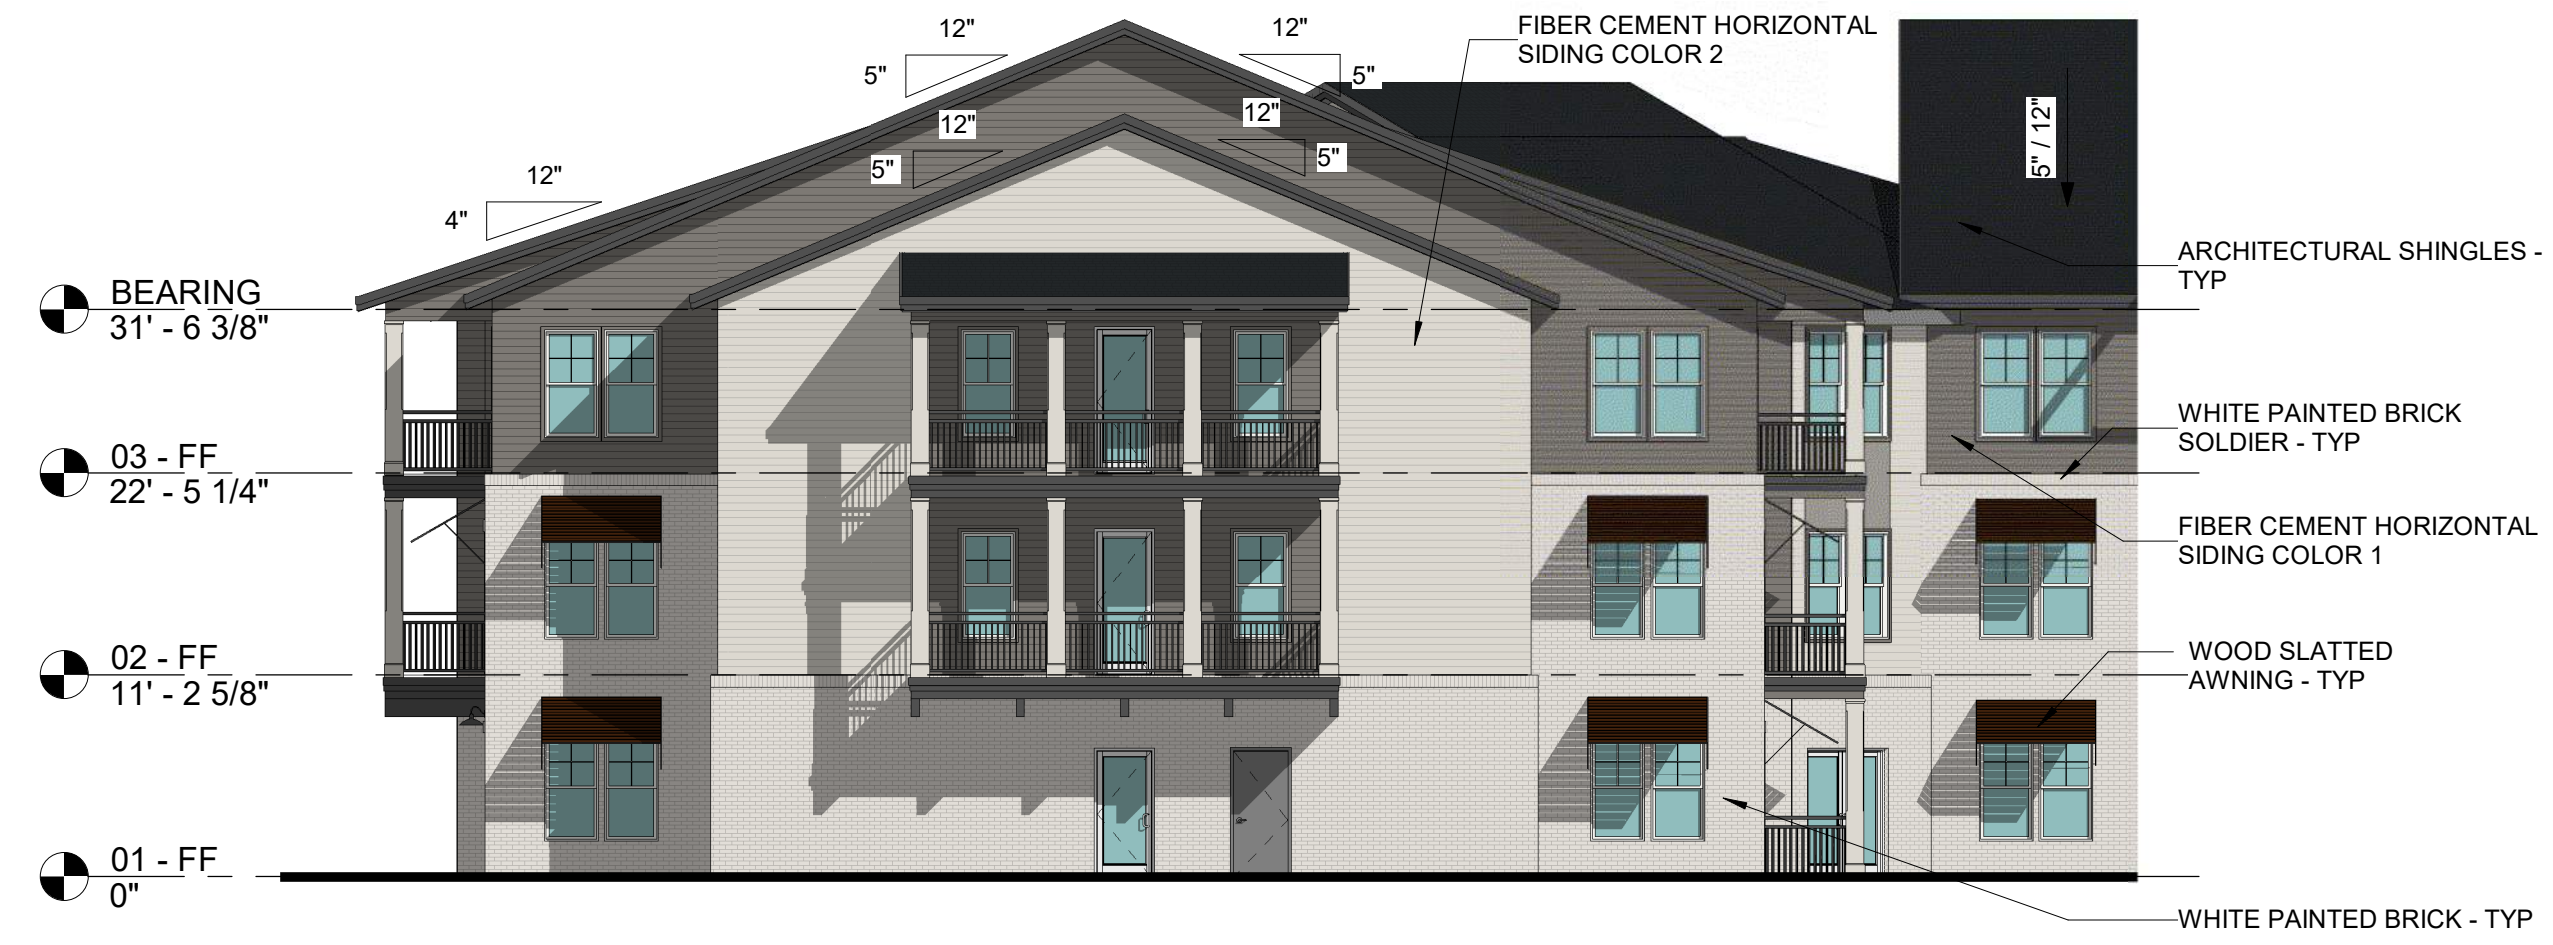 12"
12"
FIBER CEMENT HORIZONTAL
SIDING COLOR 2
5"
5"
12"
12"
5"
5"
5" / 12"
12"
4"
ARCHITECTURAL SHINGLES -
TYP
BEARING
31' - 6 3/8"
WHITE PAINTED BRICK
SOLDIER - TYP
03 - FF
22' - 5 1/4"
FIBER CEMENT HORIZONTAL
SIDING COLOR 1
WOOD SLATTED
AWNING - TYP
02 - FF
11' - 2 5/8"
01 - FF
0"
WHITE PAINTED BRICK - TYP